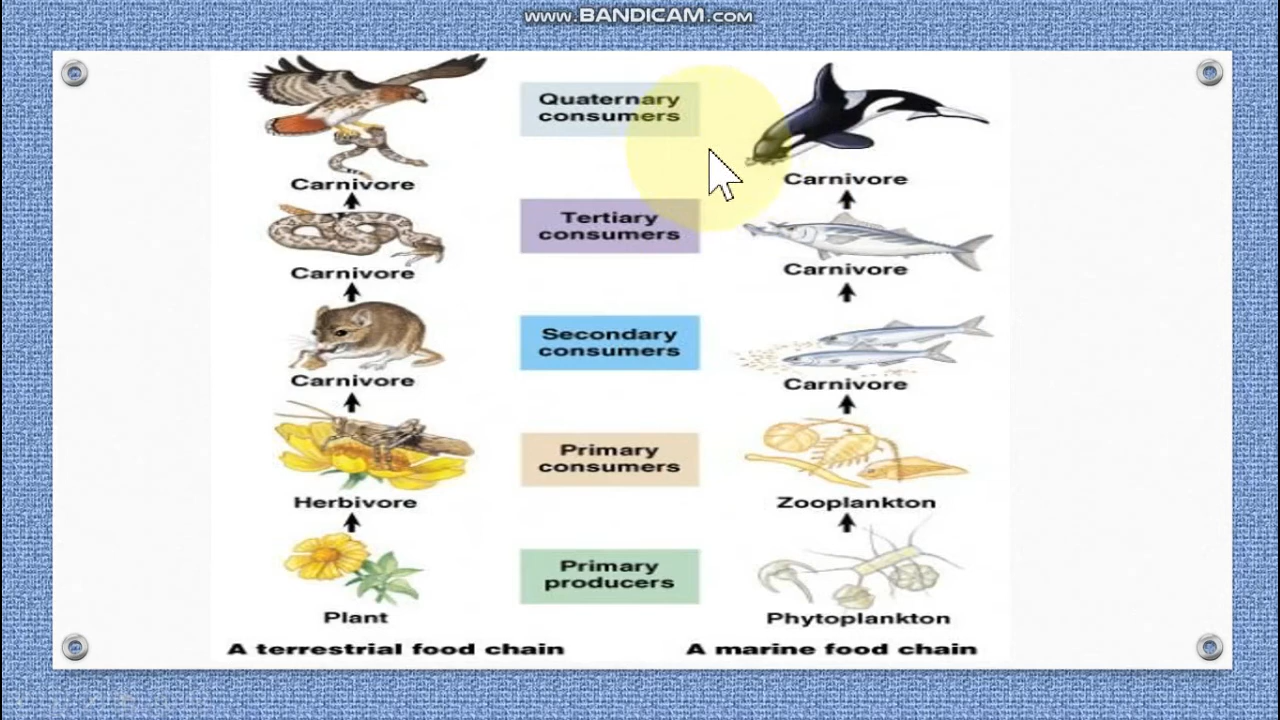 www.BANDICAM.com
Quaternary
consumers
Carnivore
Carnivore
Tertiary
consumers
Carnivore
Carnivore
Secondary
consumers
Carnivore
Carnivore
Primary
consumers
Herbivore
Zooplankton
Primary
producers
Plant
Phytoplankton
A terrestrial food chain
A marine food chain